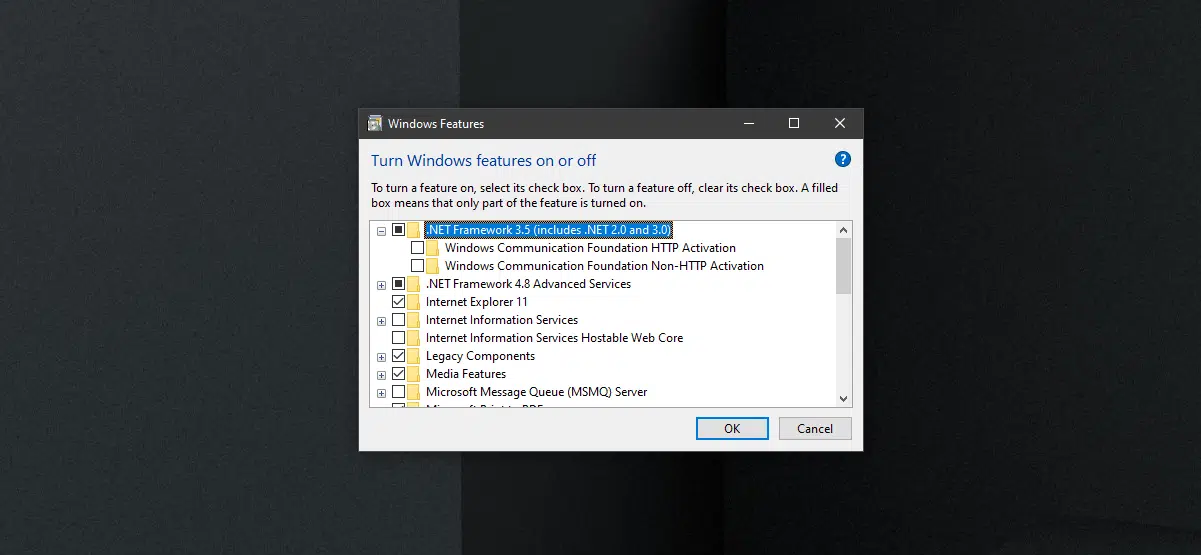 Windows Features
Turn Windows features on or off
?
To turn a feature on, select its check box. To turn a feature off, clear its check box. A filled
box means that only part of the feature is turned on.
.NET Framework 3.5 (includes .NET 2.0 and 3.0)
Windows Communication Foundation HTTP Activation
Windows Communication Foundation Non-HTTP Activation
.NET Framework 4.8 Advanced Services
Internet Explorer 11
Internet Information Services
Internet Information Services Hostable Web Core
Legacy Components
Media Features
Microsoft Message Queue (MSMQ) Server
Microsoft Print to PDF
OK
Cancel